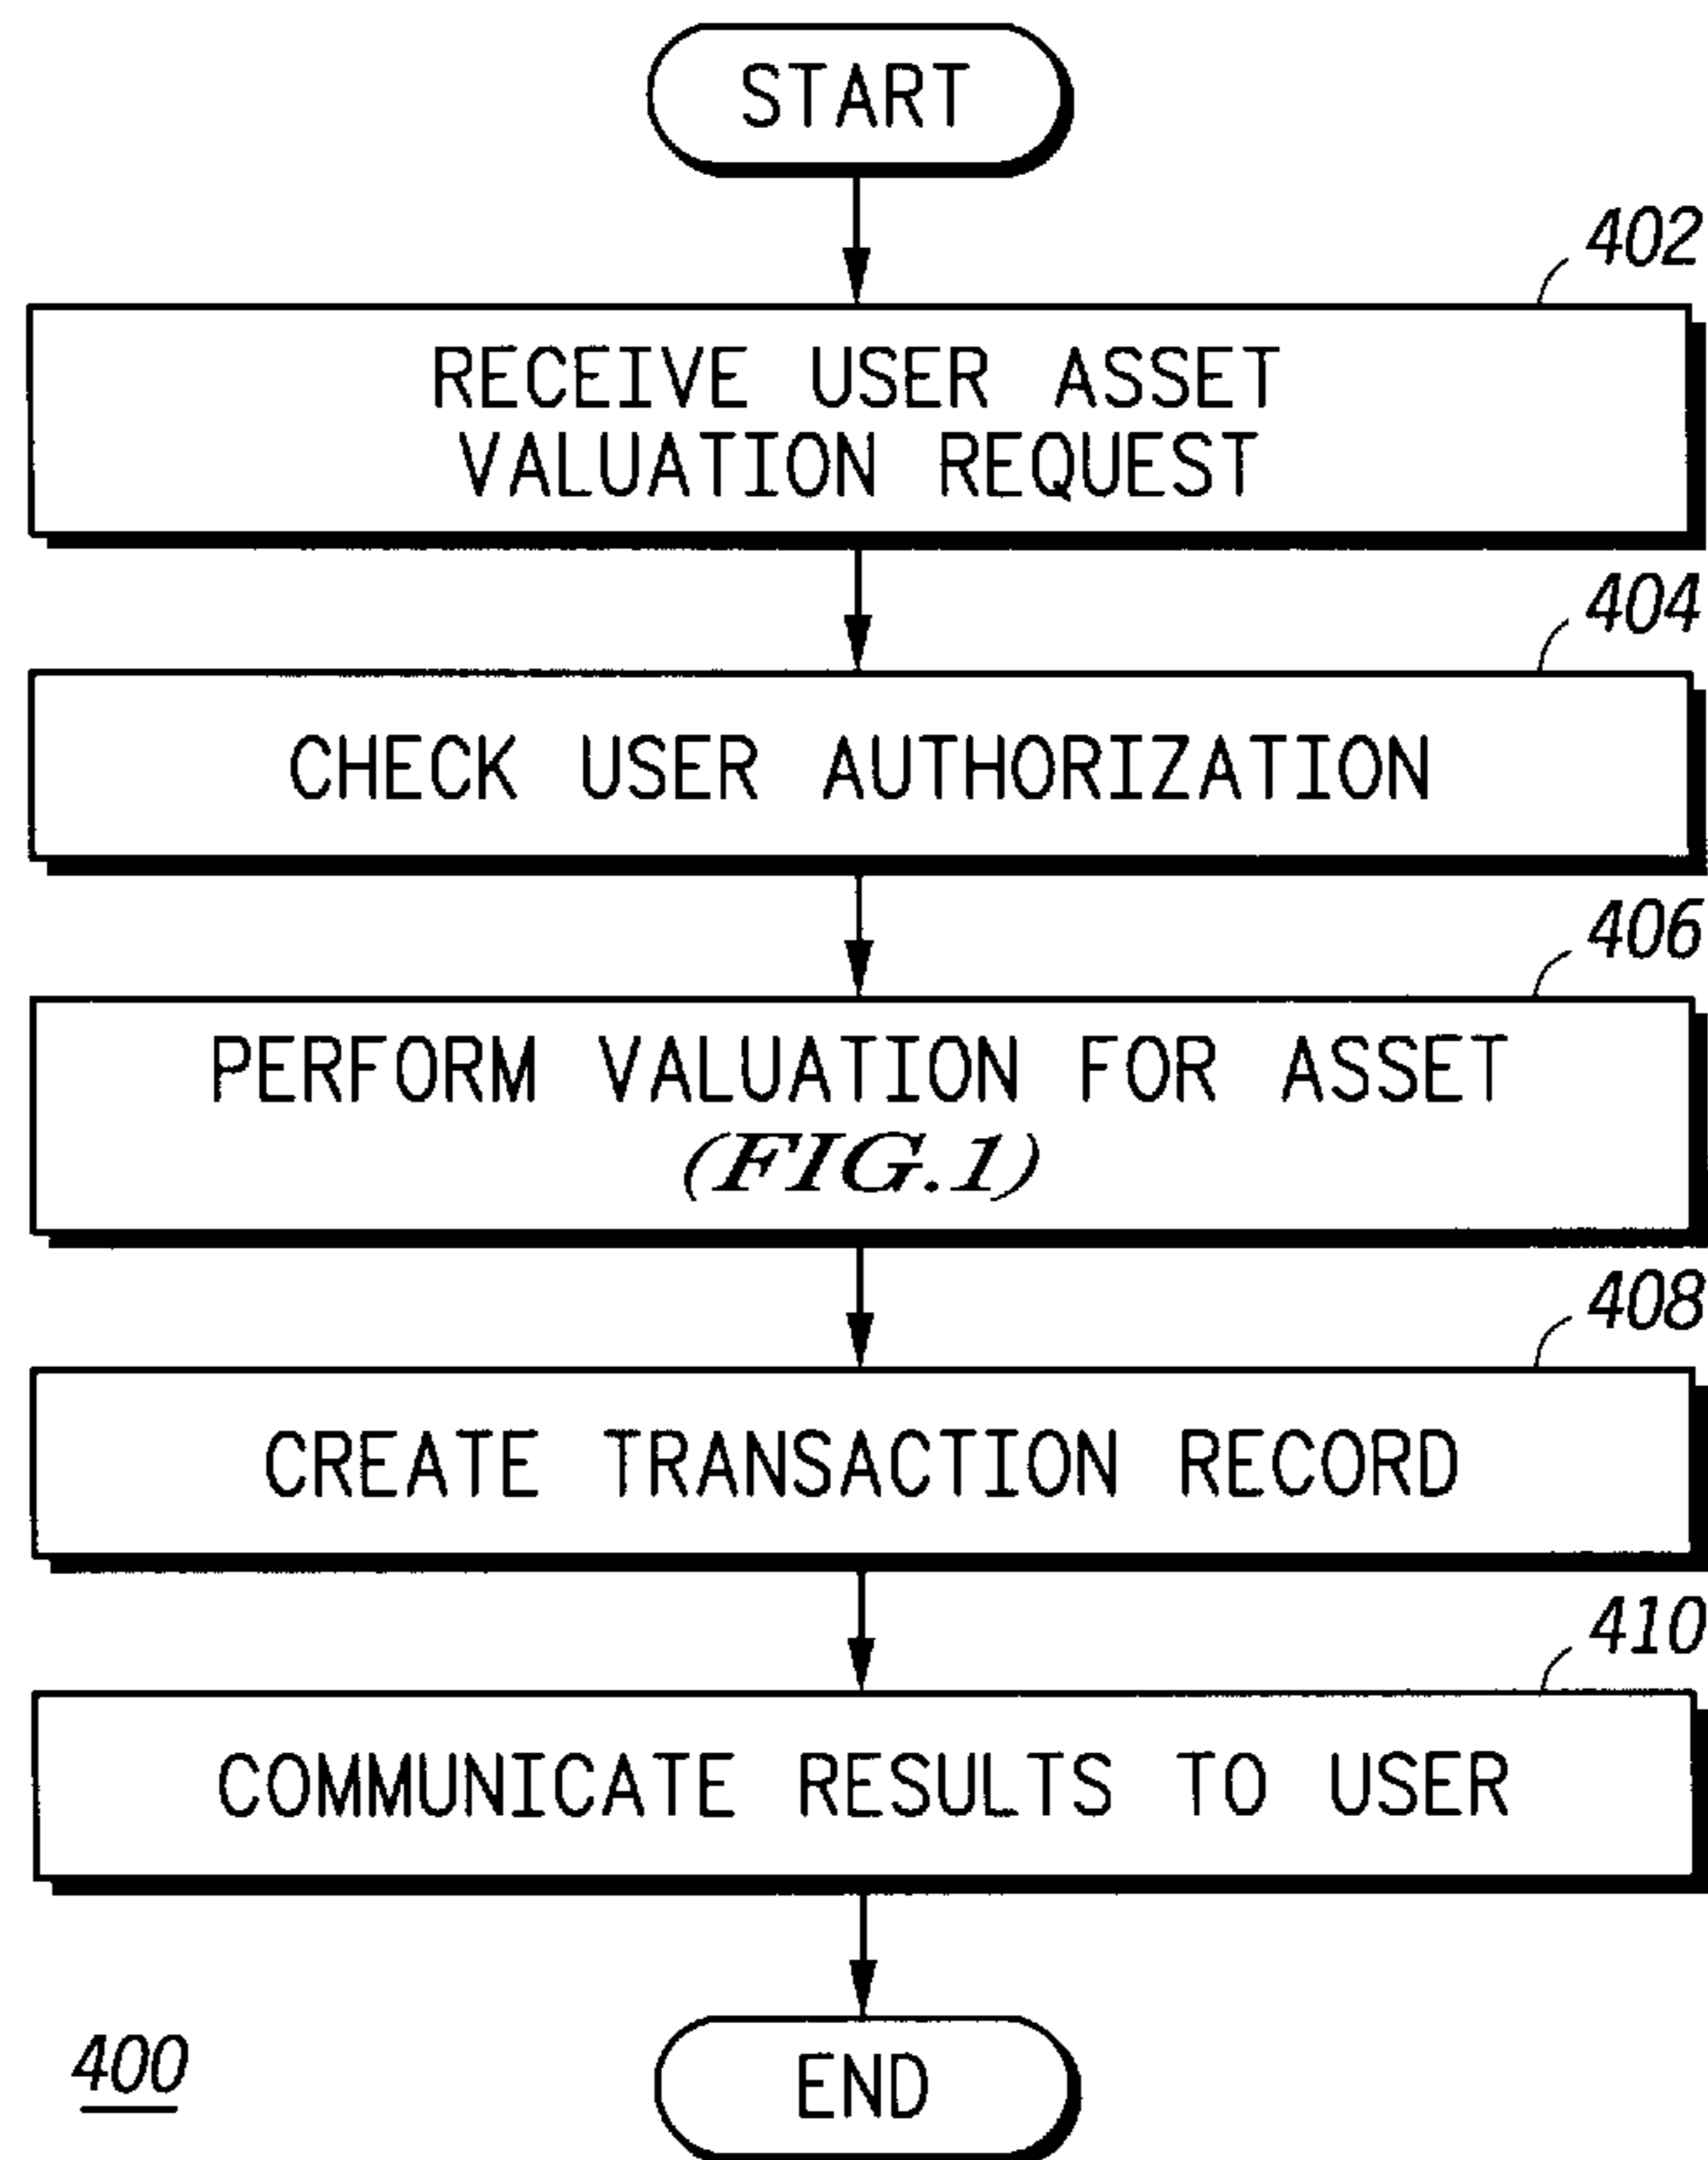 START
402
RECEIVE USER ASSET
VALUATION REQUEST
404
CHECK USER AUTHORIZATION
406
PERFORM VALUATION FOR ASSET
(FIG.1)
408
CREATE TRANSACTION RECORD
410
COMMUNICATE RESULTS TO USER
END
400